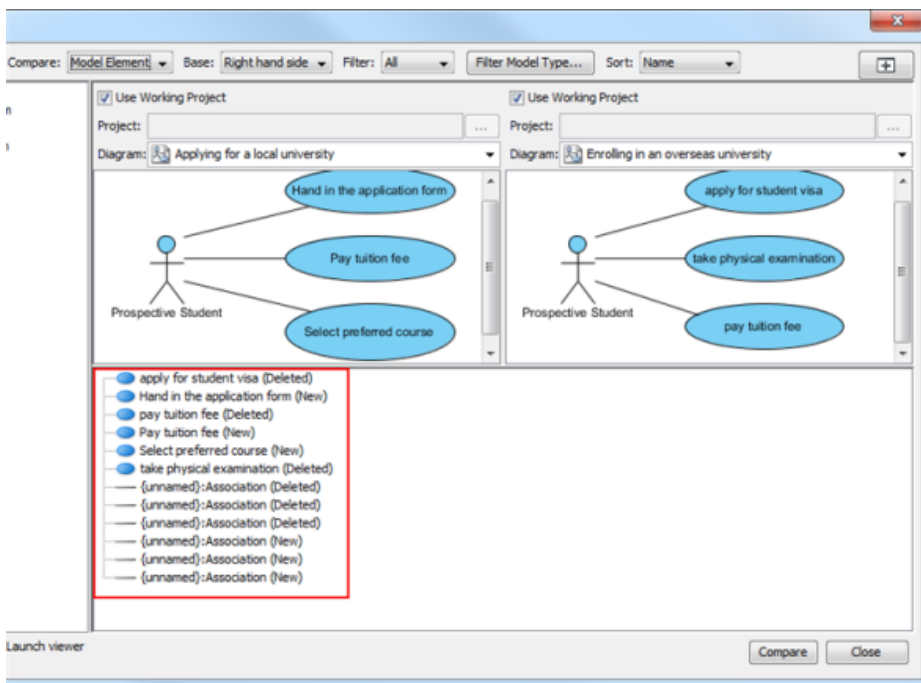 Compare: Model Element Base: Right hand side Filter: All Filter Model Type... Sort: Name
Use Working Project
Project: ...
Diagram: Applying for a local university
Hand in the application form
Pay tuition fee
Select preferred course
Prospective Student
Use Working Project
Project: ...
Diagram: Enrolling in an overseas university
apply for student visa
take physical examination
pay tuition fee
Prospective Student
apply for student visa (Deleted)
Hand in the application form (New)
pay tuition fee (Deleted)
Pay tuition fee (New)
Select preferred course (New)
take physical examination (Deleted)
{unnamed}:Association (Deleted)
{unnamed}:Association (Deleted)
{unnamed}:Association (Deleted)
{unnamed}:Association (New)
{unnamed}:Association (New)
{unnamed}:Association (New)
Launch viewer
Compare Close